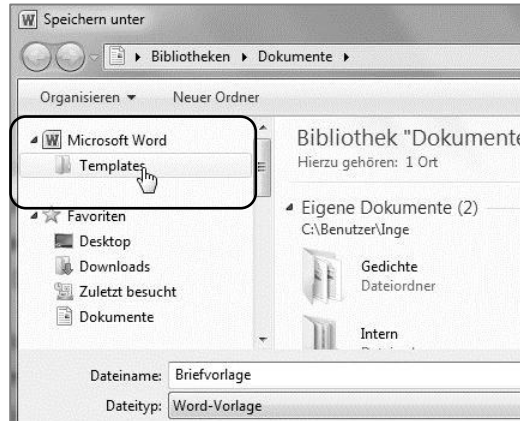 W Speichern unter
Bibliotheken Dokumente
Organisieren Neuer Ordner
W Microsoft Word
Templates
Favoriten
Desktop
Downloads
Zuletzt besucht
Dokumente
Bibliothek "Dokumente
Hierzu gehören: 1 Ort
Eigene Dokumente (2)
C:\Benutzer\Inge
Gedichte
Dateiordner
Intern
Dateiname: Briefvorlage
Dateityp: Word-Vorlage